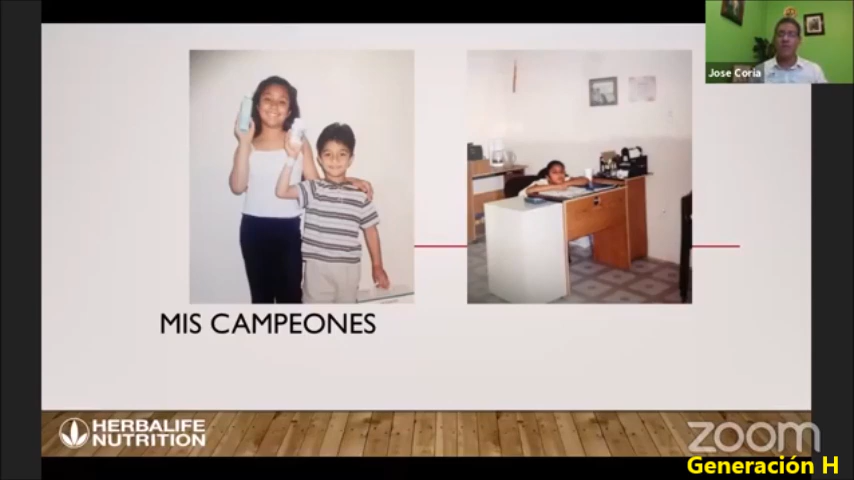 Jose Coria
MIS CAMPEONES
HERBALIFE
NUTRITION
zoom
Generación H